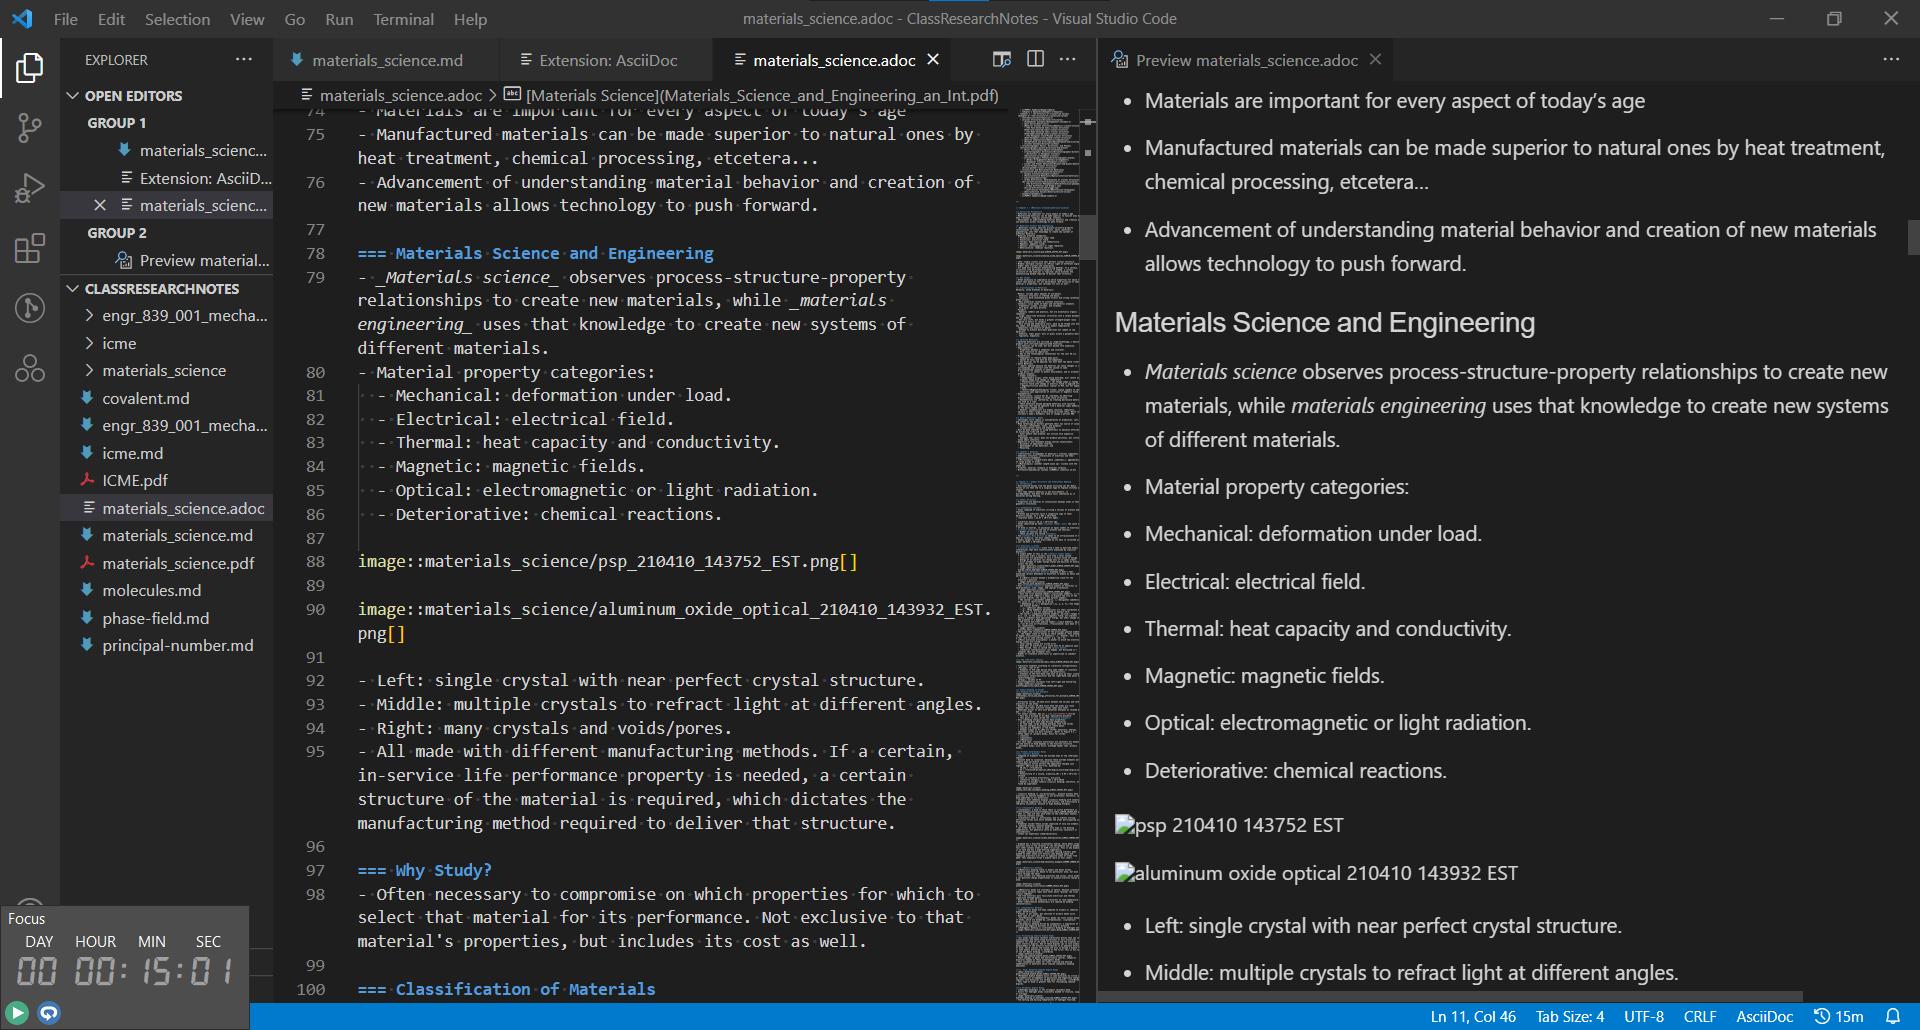 File Edit Selection View Go Run Terminal Help
materials_science.adoc - ClassResearchNotes - Visual Studio Code
EXPLORER
OPEN EDITORS
GROUP 1
materials_scienc...
Extension: AsciiD...
materials_scienc...
GROUP 2
Preview material...
CLASSRESEARCHNOTES
engr_839_001_mecha...
icme
materials_science
covalent.md
engr_839_001_mecha...
icme.md
ICME.pdf
materials_science.adoc
materials_science.md
materials_science.pdf
molecules.md
phase-field.md
principal-number.md
Focus
DAY HOUR MIN SEC
00 00:15:01
materials_science.md
Extension: AsciiDoc
materials_science.adoc
materials_science.adoc > [Materials Science](Materials_Science_and_Engineering_an_Int.pdf)
74 - Materials are important for every aspect of today's age
75 - Manufactured materials can be made superior to natural ones by
heat treatment, chemical processing, etcetera...
76 - Advancement of understanding material behavior and creation of
new materials allows technology to push forward.
77
78 === Materials Science and Engineering
79 - _Materials science_ observes process-structure-property
relationships to create new materials, while _materials
engineering_ uses that knowledge to create new systems of
different materials.
80 - Material property categories:
81 - Mechanical: deformation under load.
82 - Electrical: electrical field.
83 - Thermal: heat capacity and conductivity.
84 - Magnetic: magnetic fields.
85 - Optical: electromagnetic or light radiation.
86 - Deteriorative: chemical reactions.
87
88 image::materials_science/psp_210410_143752_EST.png[]
89
90 image::materials_science/aluminum_oxide_optical_210410_143932_EST.
png[]
91
92 - Left: single crystal with near perfect crystal structure.
93 - Middle: multiple crystals to refract light at different angles.
94 - Right: many crystals and voids/pores.
95 - All made with different manufacturing methods. If a certain,
in-service life performance property is needed, a certain
structure of the material is required, which dictates the
manufacturing method required to deliver that structure.
96
97 === Why Study?
98 - Often necessary to compromise on which properties for which to
select that material for its performance. Not exclusive to that
material's properties, but includes its cost as well.
99
100 === Classification of Materials
Preview materials_science.adoc
• Materials are important for every aspect of today’s age
• Manufactured materials can be made superior to natural ones by heat treatment,
chemical processing, etcetera…
• Advancement of understanding material behavior and creation of new materials
allows technology to push forward.
Materials Science and Engineering
• Materials science observes process-structure-property relationships to create new
materials, while materials engineering uses that knowledge to create new systems
of different materials.
• Material property categories:
• Mechanical: deformation under load.
• Electrical: electrical field.
• Thermal: heat capacity and conductivity.
• Magnetic: magnetic fields.
• Optical: electromagnetic or light radiation.
• Deteriorative: chemical reactions.
psp 210410 143752 EST
aluminum oxide optical 210410 143932 EST
• Left: single crystal with near perfect crystal structure.
• Middle: multiple crystals to refract light at different angles.
Ln 11, Col 46 Tab Size: 4 UTF-8 CRLF AsciiDoc 15m